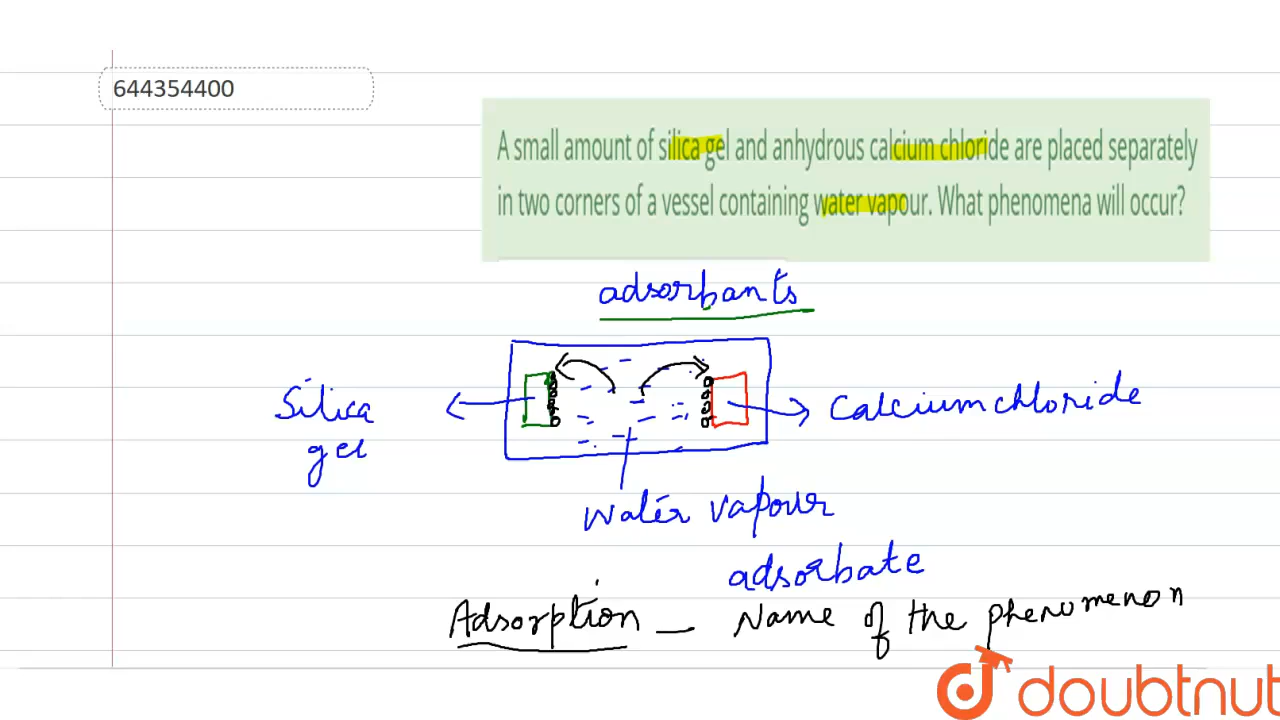 644354400
A small amount of silica gel and anhydrous calcium chloride are placed separately
in two corners of a vessel containing water vapour. What phenomena will occur?
adsorbants
Silica
gel
Calcium chloride
Water vapour
adsorbate
Adsorption — Name of the phenomenon
doubtnut